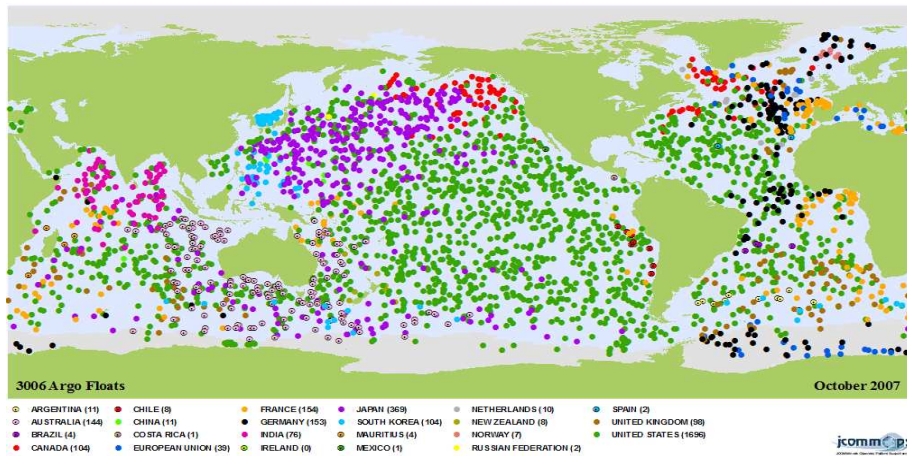 3006 Argo Floats
October 2007
ARGENTINA (11) CHILE (8) FRANCE (154) JAPAN (369) NETHERLANDS (10) SPAIN (2)
AUSTRALIA (144) CHINA (11) GERMANY (153) SOUTH KOREA (104) NEW ZEALAND (8) UNITED KINGDOM (98)
BRAZIL (4) COSTA RICA (1) INDIA (76) MAURITIUS (4) NORWAY (7) UNITED STATES (1696)
CANADA (104) EUROPEAN UNION (39) IRELAND (0) MEXICO (1) RUSSIAN FEDERATION (2)
jcommops